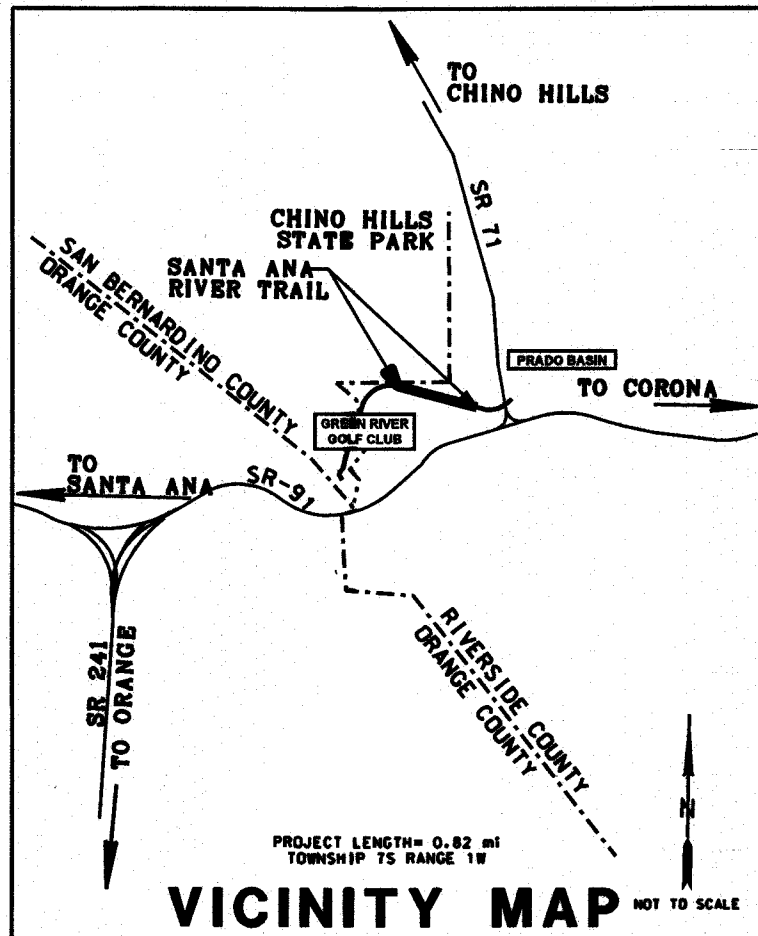 TO
CHINO HILLS
SR 71
CHINO HILLS
STATE PARK
SANTA ANA
RIVER TRAIL
SAN BERNARDINO COUNTY
ORANGE COUNTY
PRADO BASIN
TO CORONA
GREEN RIVER
GOLF CLUB
TO
SANTA ANA
SR-91
SR 241
TO ORANGE
RIVERSIDE COUNTY
ORANGE COUNTY
N
PROJECT LENGTH= 0.82 mi
TOWNSHIP 7S RANGE 1W
VICINITY MAP
NOT TO SCALE